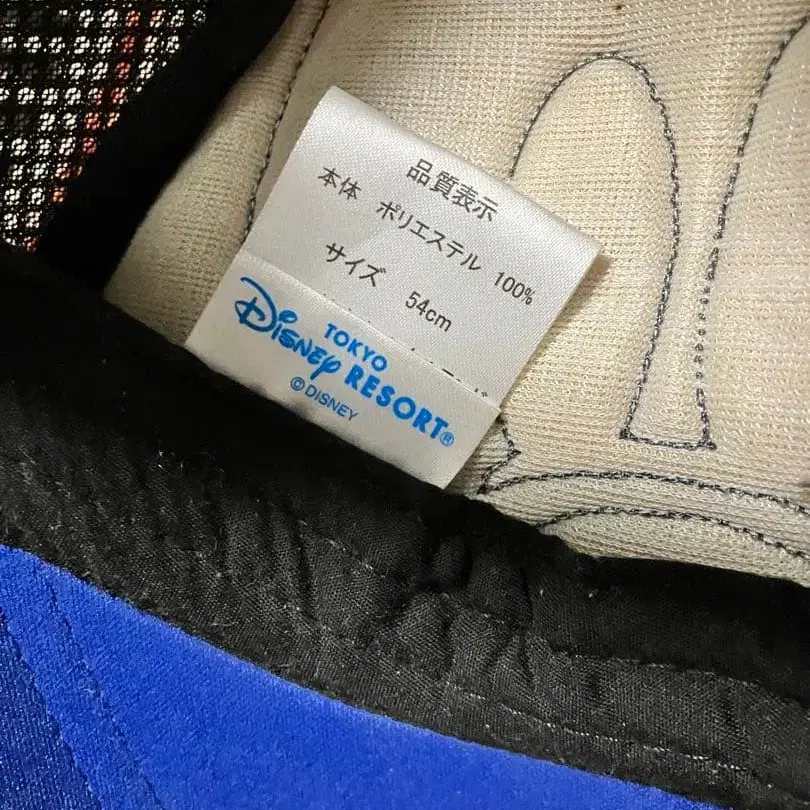 品質表示
本体 ポリエステル 100%
サイズ 54cm
TOKYO
Disney RESORT®
©DISNEY